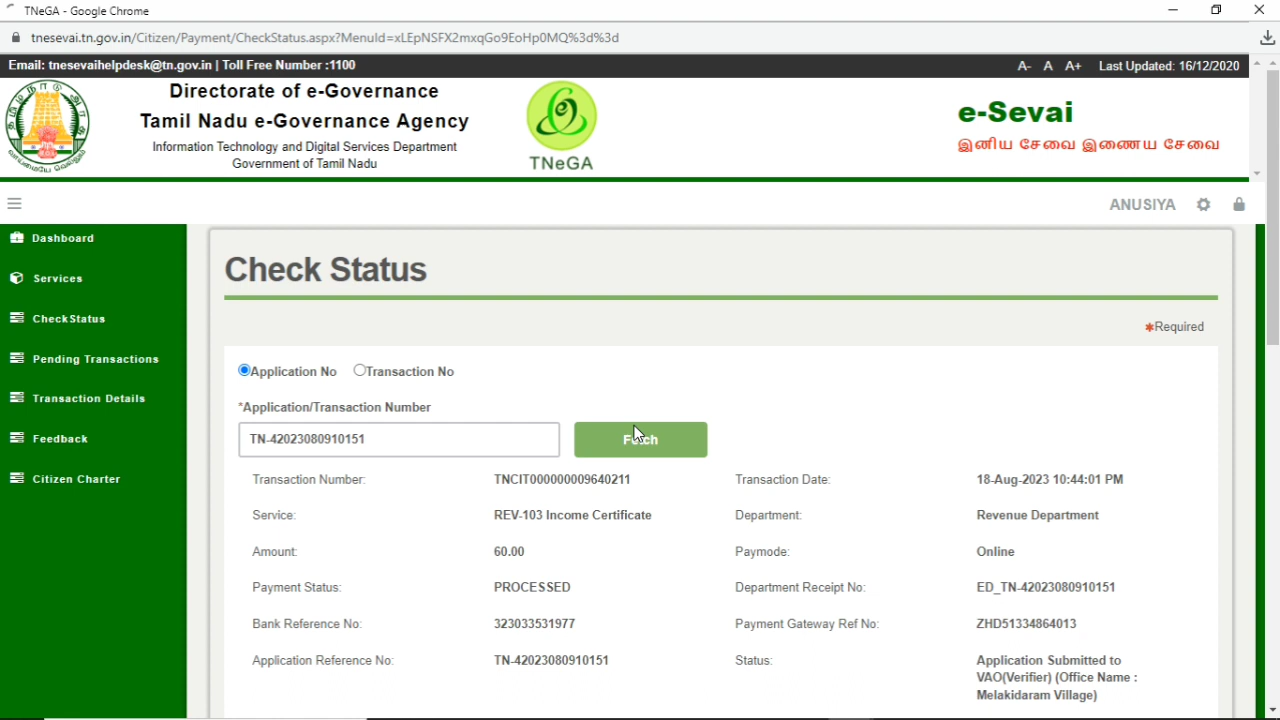 TNeGA - Google Chrome
tnesevai.tn.gov.in/Citizen/Payment/CheckStatus.aspx?MenuId=xLEpNSFX2mxqGo9EoHp0MQ%3d%3d
Email: tnesevaihelpdesk@tn.gov.in | Toll Free Number :1100
A- A A+ Last Updated: 16/12/2020
Directorate of e-Governance
Tamil Nadu e-Governance Agency
Information Technology and Digital Services Department
Government of Tamil Nadu
TNeGA
e-Sevai
இனிய சேவை இணைய சேவை
ANUSIYA
Dashboard
Services
CheckStatus
Pending Transactions
Transaction Details
Feedback
Citizen Charter
Check Status
*Required
Application No Transaction No
*Application/Transaction Number
TN-42023080910151
Fetch
Transaction Number: TNCIT000000009640211 Transaction Date: 18-Aug-2023 10:44:01 PM
Service: REV-103 Income Certificate Department: Revenue Department
Amount: 60.00 Paymode: Online
Payment Status: PROCESSED Department Receipt No: ED_TN-42023080910151
Bank Reference No: 323033531977 Payment Gateway Ref No: ZHD51334864013
Application Reference No: TN-42023080910151 Status: Application Submitted to
VAO(Verifier) (Office Name :
Melakidaram Village)